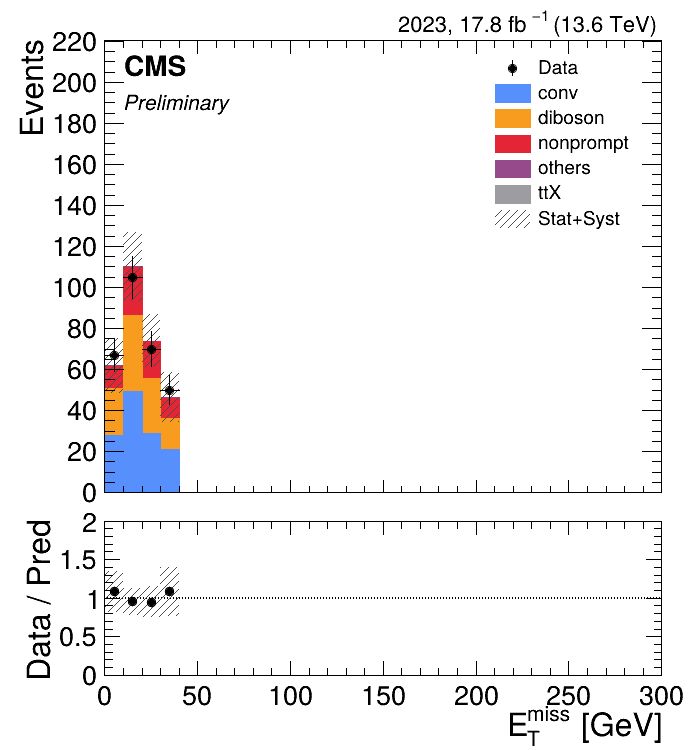 2023, 17.8 fb⁻¹ (13.6 TeV)
Events
220
200
180
160
140
120
100
80
60
40
20
0
CMS
Preliminary
Data
conv
diboson
nonprompt
others
ttX
Stat+Syst
Data / Pred
2
1.5
1
0.5
0
0 50 100 150 200 250 300
E_T^miss [GeV]